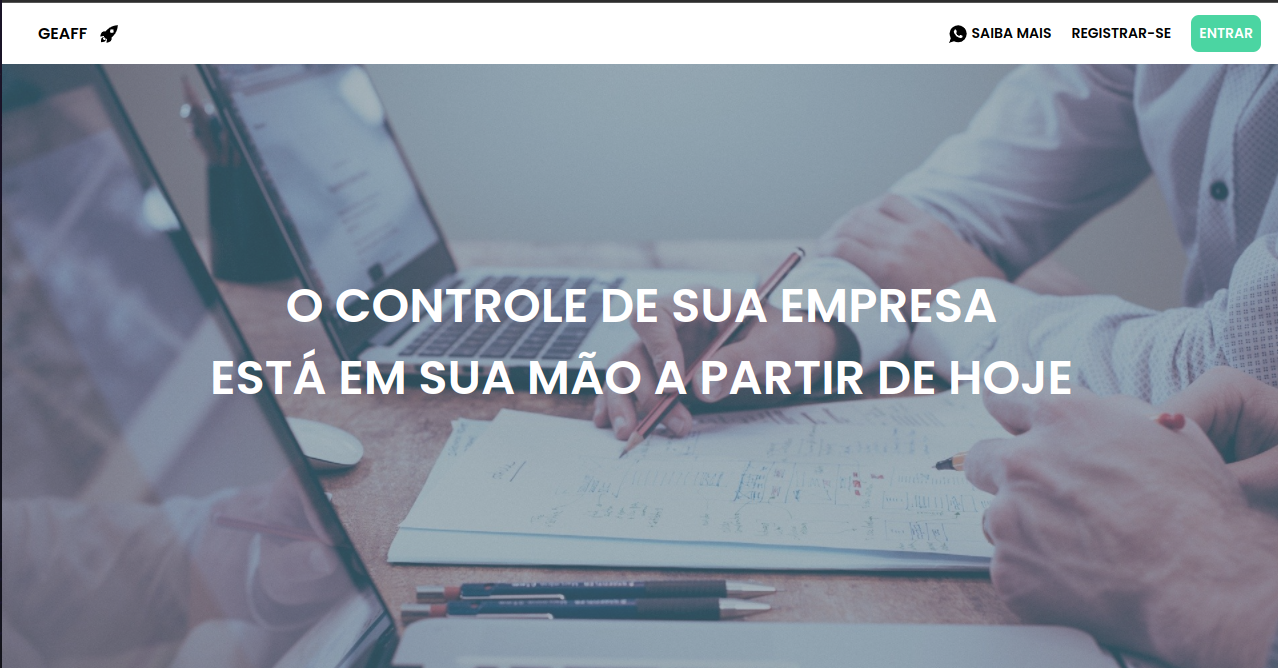 GEAFF
SAIBA MAIS REGISTRAR-SE ENTRAR
O CONTROLE DE SUA EMPRESA
ESTÁ EM SUA MÃO A PARTIR DE HOJE